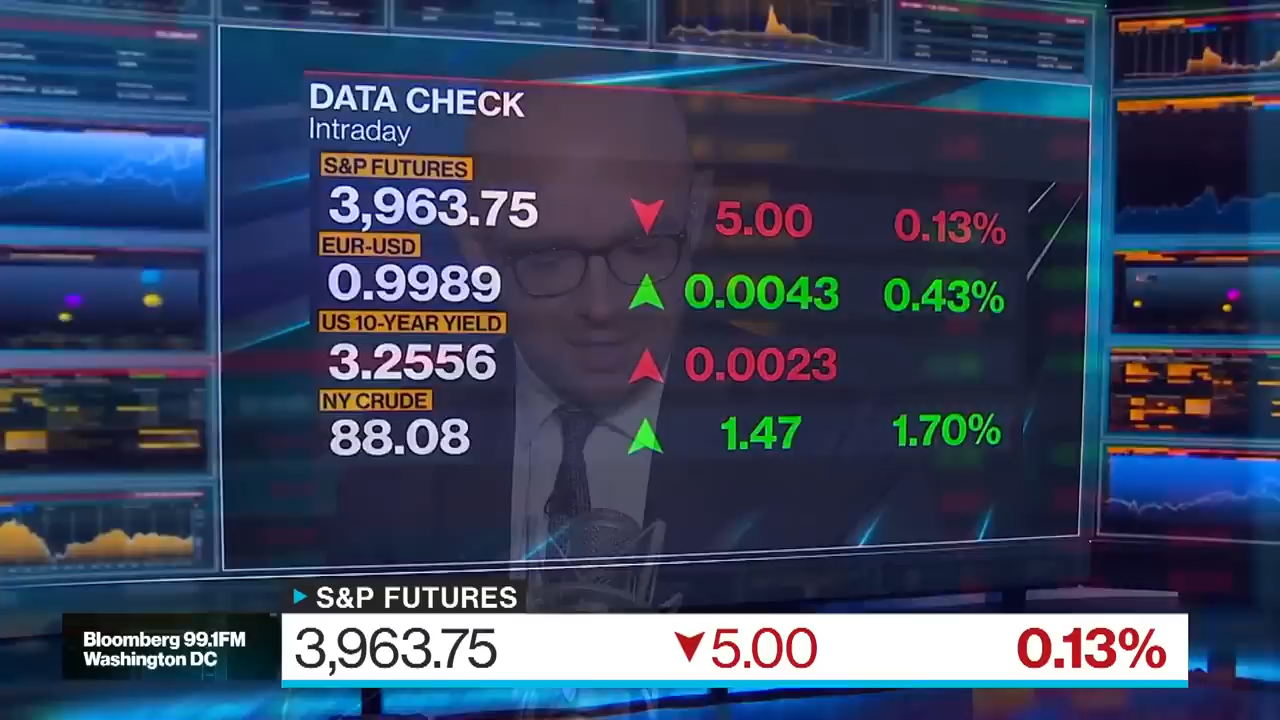 DATA CHECK
Intraday
S&P FUTURES
3,963.75 5.00 0.13%
EUR-USD
0.9989 0.0043 0.43%
US 10-YEAR YIELD
3.2556 0.0023
NY CRUDE
88.08 1.47 1.70%
S&P FUTURES
Bloomberg 99.1FM
Washington DC
3,963.75 5.00 0.13%